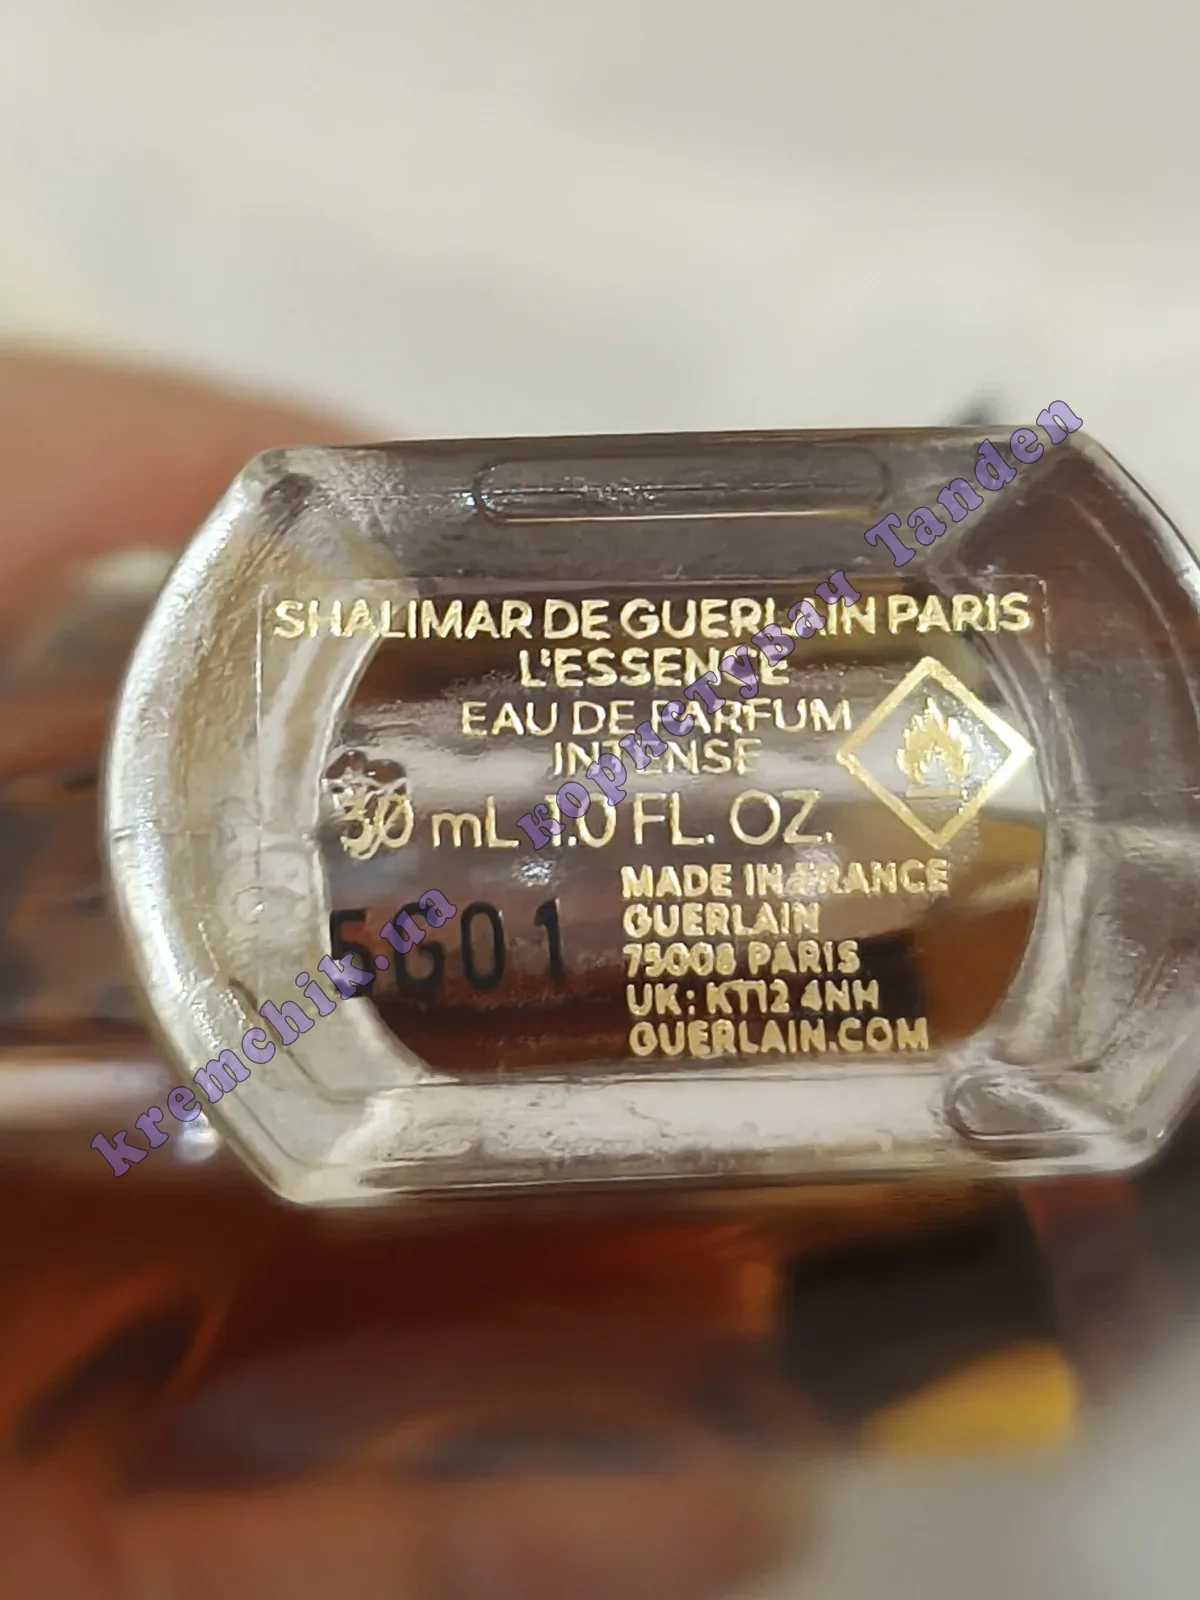 SHALIMAR DE GUERLAIN PARIS
L'ESSENCE
EAU DE PARFUM
INTENSE
30 mL 1.0 FL. OZ.
MADE IN FRANCE
GUERLAIN
75008 PARIS
UK: KT12 4NH
GUERLAIN.COM
5G01
kremchik.ua користувач Tanden